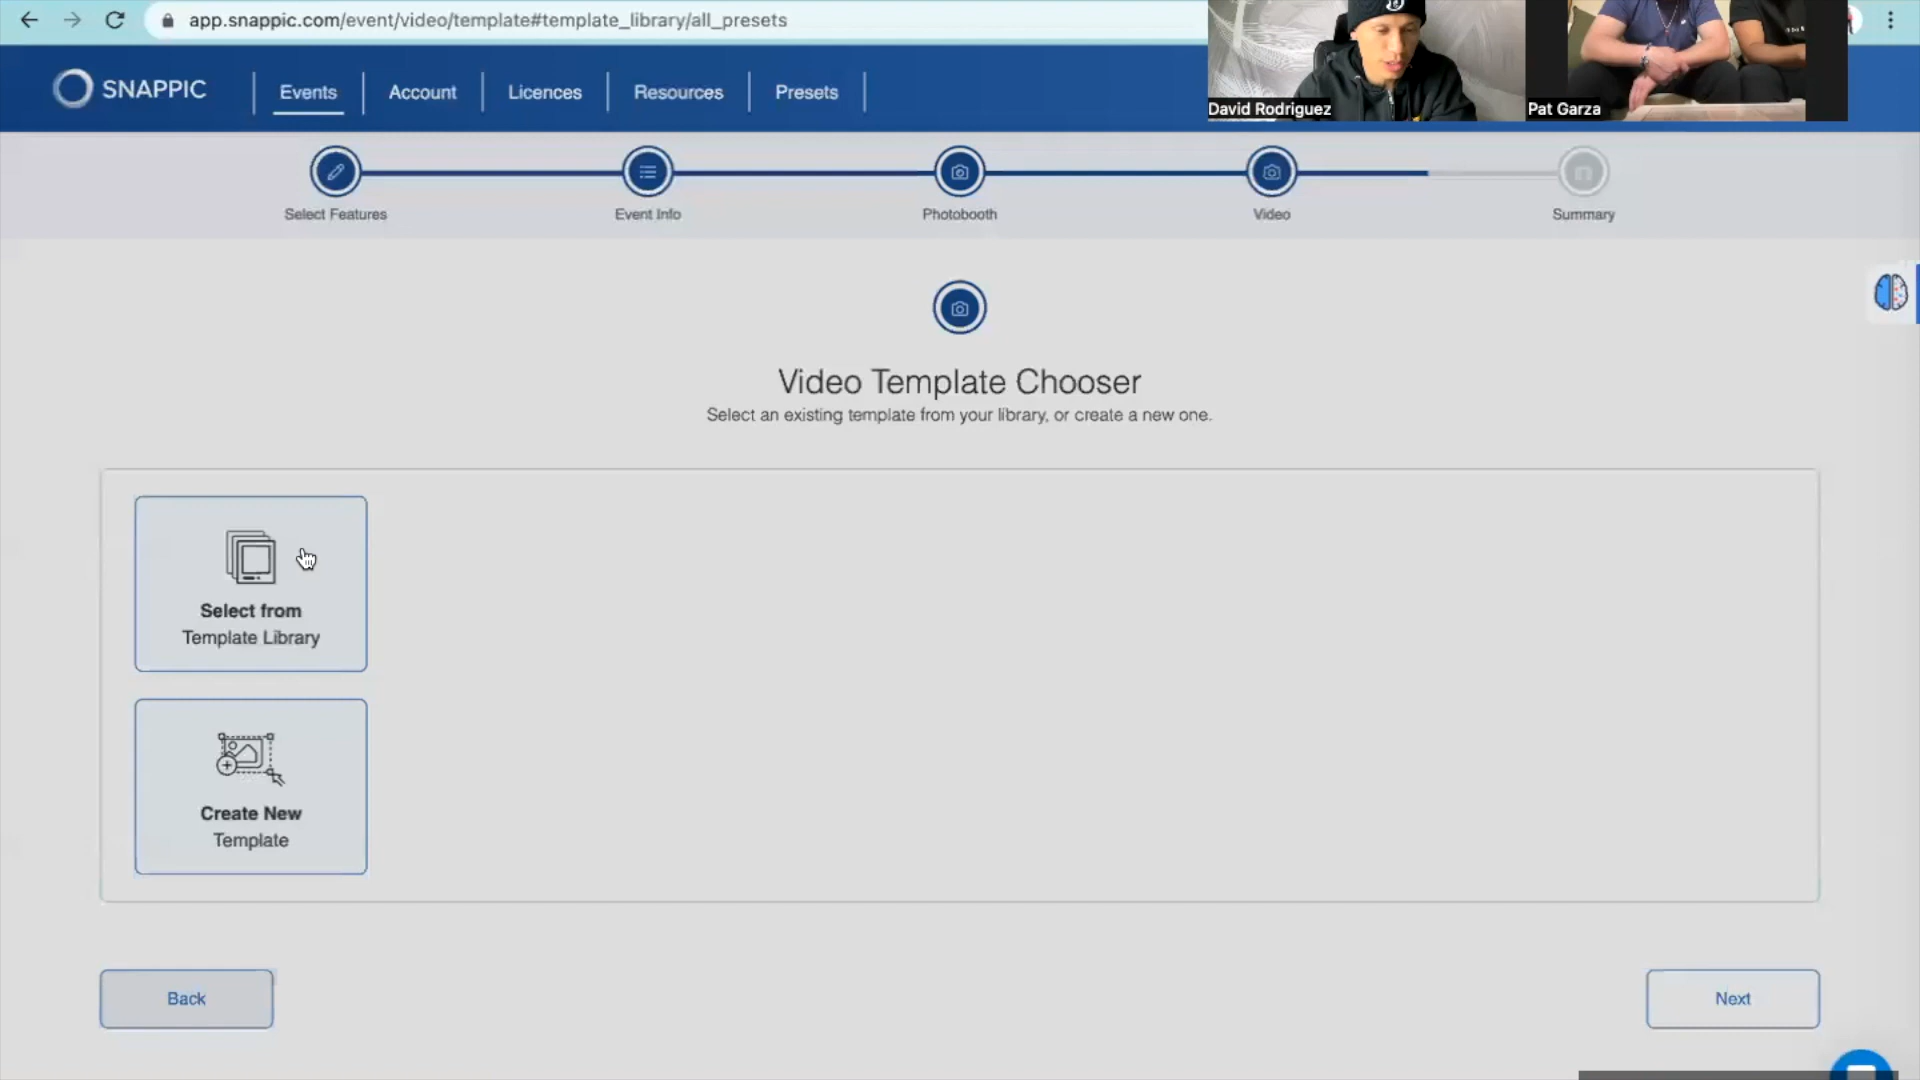 app.snappic.com/event/video/template#template_library/all_presets
SNAPPIC
Events
Account
Licences
Resources
Presets
David Rodriguez
Pat Garza
Select Features
Event Info
Photobooth
Video
Summary
Video Template Chooser
Select an existing template from your library, or create a new one.
Select from
Template Library
Create New
Template
Back
Next